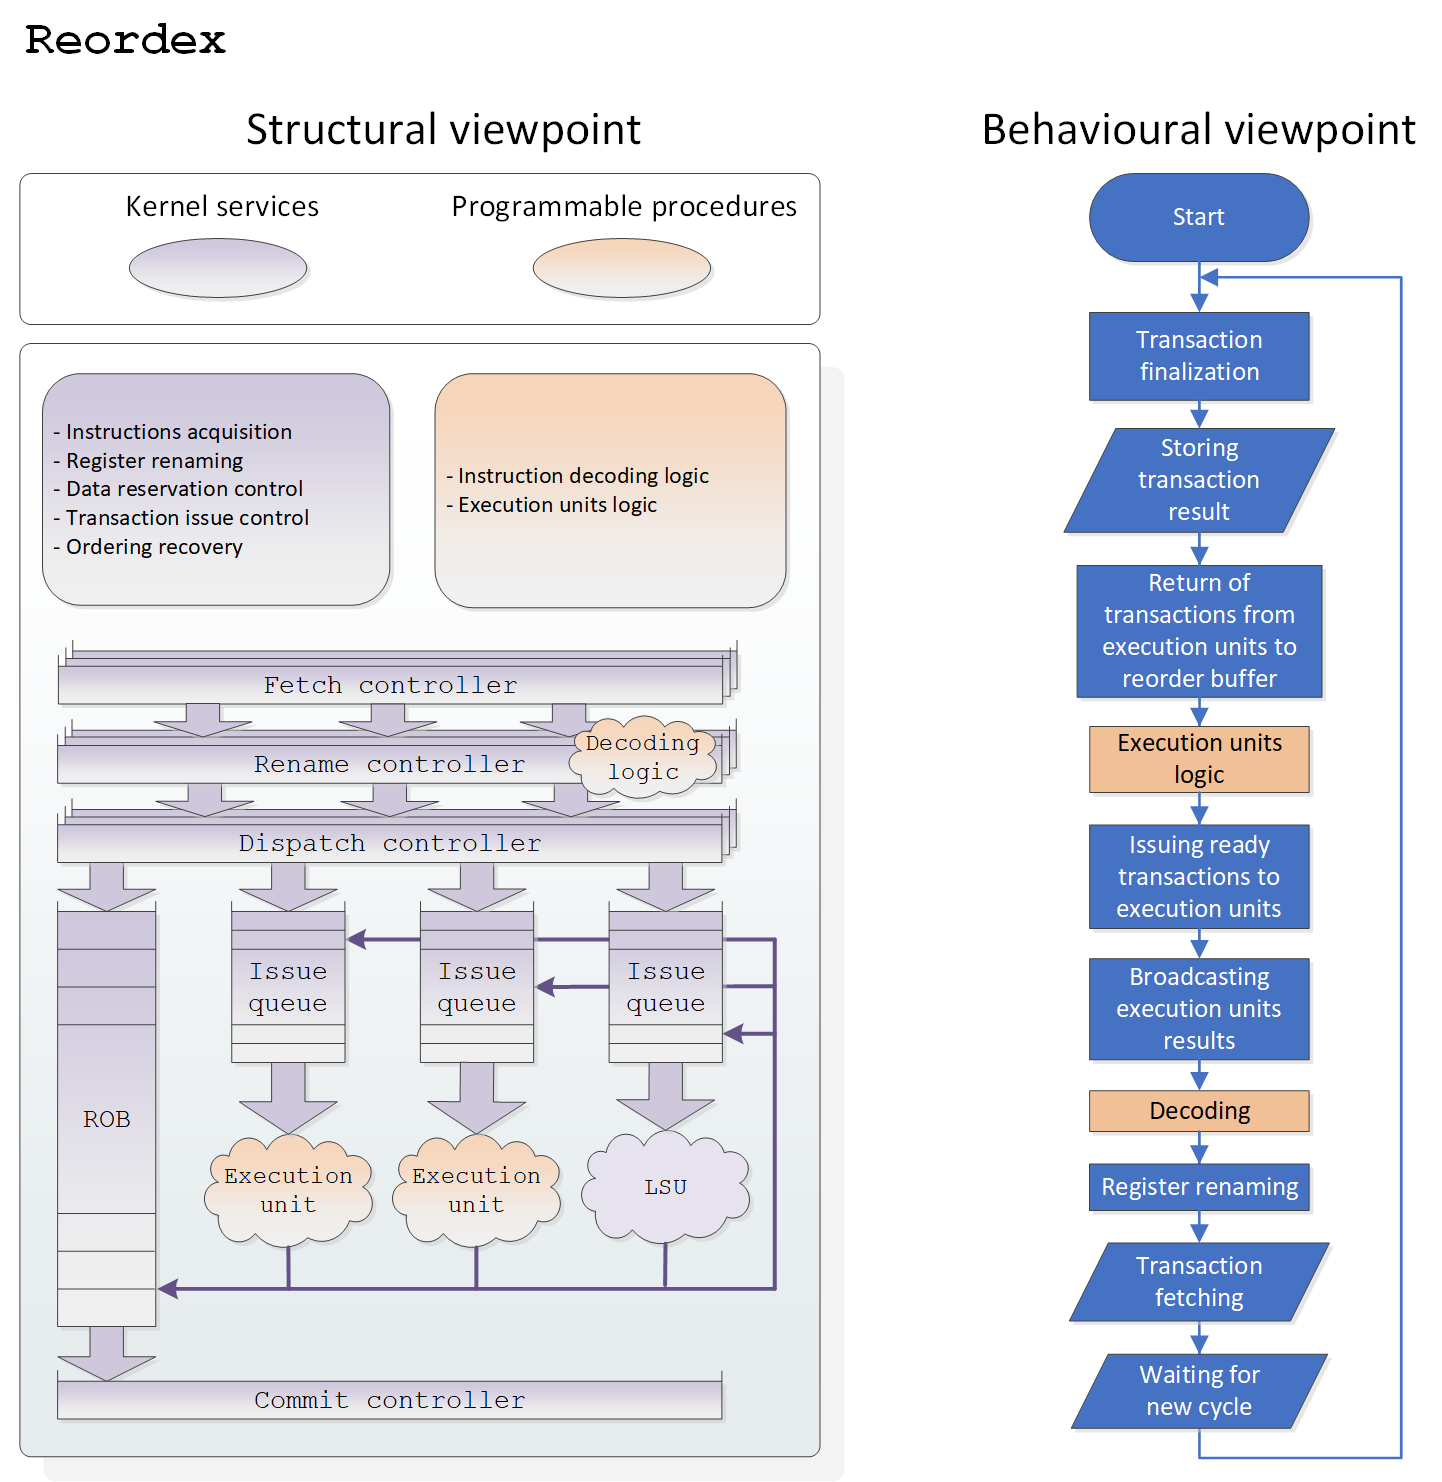 Reordex
Structural viewpoint
Kernel services
Programmable procedures
- Instructions acquisition
- Register renaming
- Data reservation control
- Transaction issue control
- Ordering recovery
- Instruction decoding logic
- Execution units logic
Fetch controller
Rename controller
Decoding
logic
Dispatch controller
ROB
Issue
queue
Issue
queue
Issue
queue
Execution
unit
Execution
unit
LSU
Commit controller
Behavioural viewpoint
Start
Transaction
finalization
Storing
transaction
result
Return of
transactions from
execution units to
reorder buffer
Execution units
logic
Issuing ready
transactions to
execution units
Broadcasting
execution units
results
Decoding
Register renaming
Transaction
fetching
Waiting for
new cycle